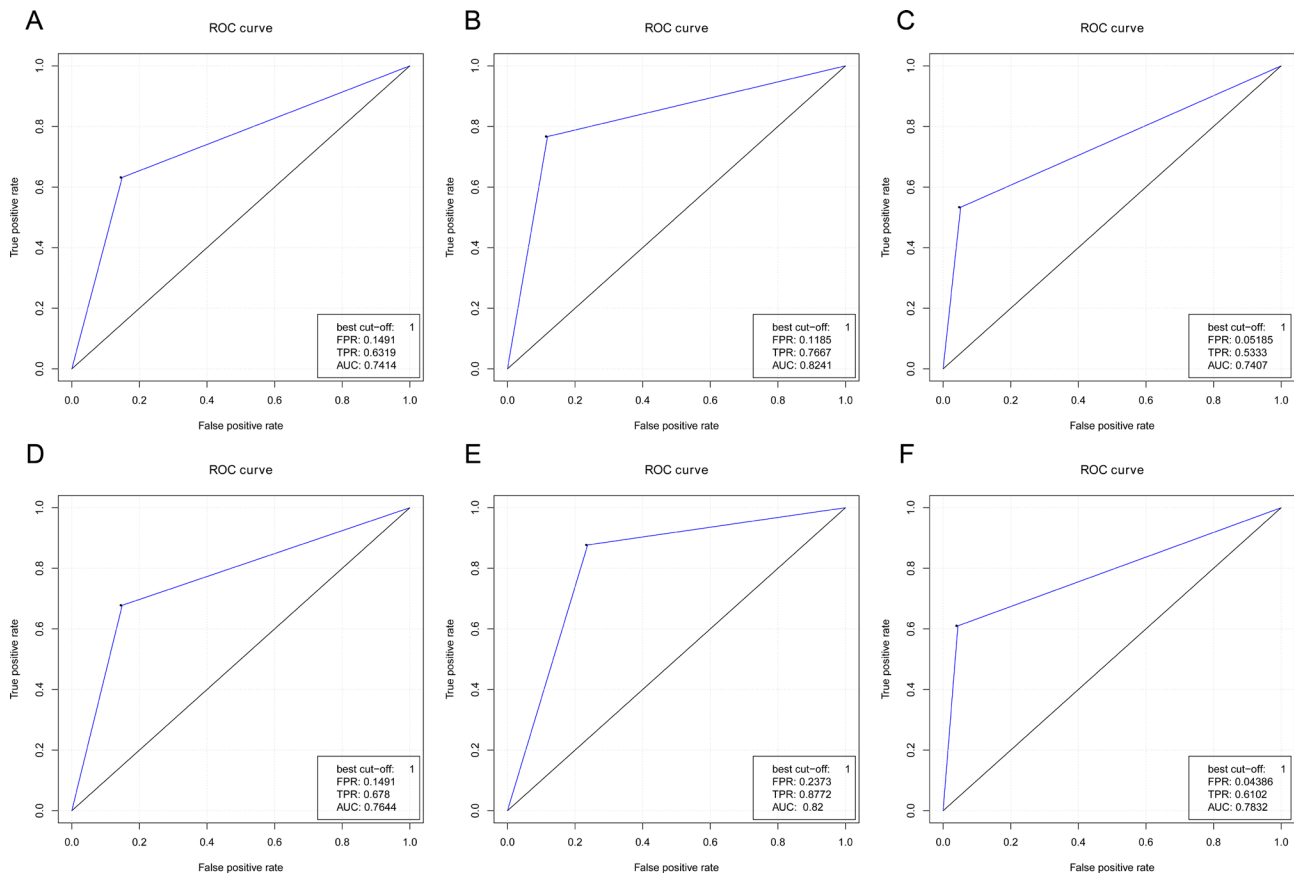 A
ROC curve
True positive rate
1.0
0.8
0.6
0.4
0.2
0.0
best cut−off: 1
FPR: 0.1491
TPR: 0.6319
AUC: 0.7414
0.0 0.2 0.4 0.6 0.8 1.0
False positive rate
B
ROC curve
True positive rate
1.0
0.8
0.6
0.4
0.2
0.0
best cut−off: 1
FPR: 0.1185
TPR: 0.7667
AUC: 0.8241
0.0 0.2 0.4 0.6 0.8 1.0
False positive rate
C
ROC curve
True positive rate
1.0
0.8
0.6
0.4
0.2
0.0
best cut−off: 1
FPR: 0.05185
TPR: 0.5333
AUC: 0.7407
0.0 0.2 0.4 0.6 0.8 1.0
False positive rate
D
ROC curve
True positive rate
1.0
0.8
0.6
0.4
0.2
0.0
best cut−off: 1
FPR: 0.1491
TPR: 0.678
AUC: 0.7644
0.0 0.2 0.4 0.6 0.8 1.0
False positive rate
E
ROC curve
True positive rate
1.0
0.8
0.6
0.4
0.2
0.0
best cut−off: 1
FPR: 0.2373
TPR: 0.8772
AUC: 0.82
0.0 0.2 0.4 0.6 0.8 1.0
False positive rate
F
ROC curve
True positive rate
1.0
0.8
0.6
0.4
0.2
0.0
best cut−off: 1
FPR: 0.04386
TPR: 0.6102
AUC: 0.7832
0.0 0.2 0.4 0.6 0.8 1.0
False positive rate